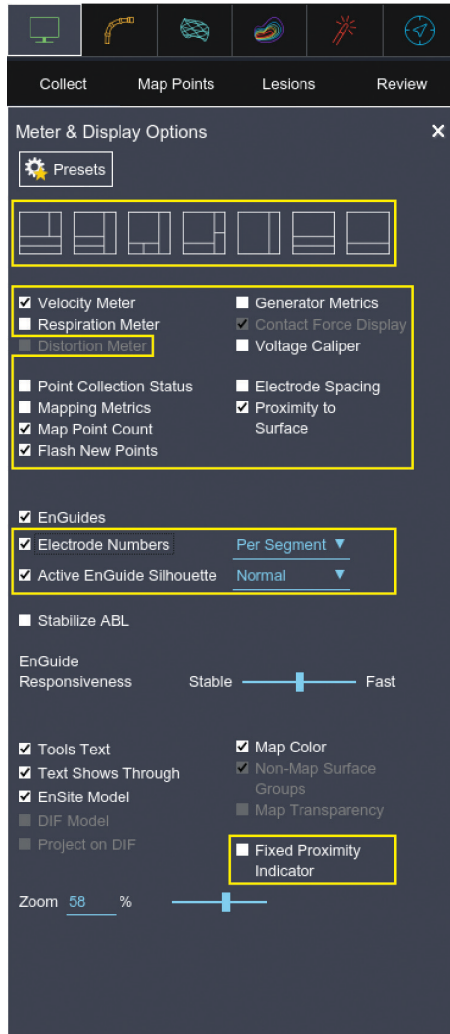 Collect Map Points Lesions Review
Meter & Display Options
Presets
Velocity Meter
Respiration Meter
Distortion Meter
Generator Metrics
Contact Force Display
Voltage Caliper
Point Collection Status
Mapping Metrics
Map Point Count
Flash New Points
Electrode Spacing
Proximity to
Surface
EnGuides
Electrode Numbers Per Segment
Active EnGuide Silhouette Normal
Stabilize ABL
EnGuide
Responsiveness Stable Fast
Tools Text
Text Shows Through
EnSite Model
DIF Model
Project on DIF
Map Color
Non-Map Surface
Groups
Map Transparency
Fixed Proximity
Indicator
Zoom 58 %